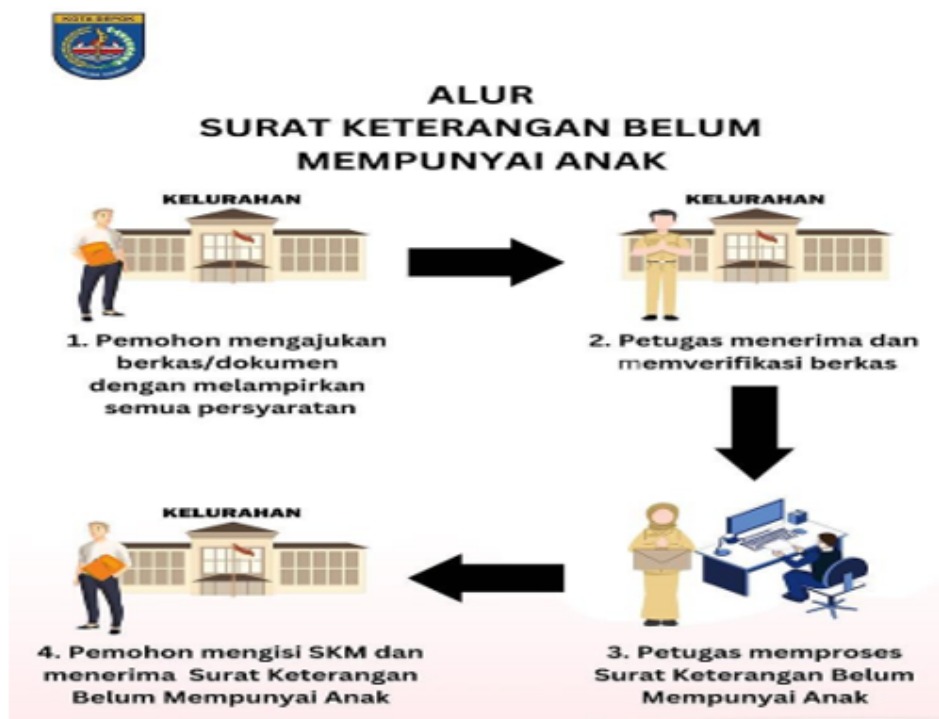 KOTA DEPOK
ALUR
SURAT KETERANGAN BELUM
MEMPUNYAI ANAK
KELURAHAN
1. Pemohon mengajukan
berkas/dokumen
dengan melampirkan
semua persyaratan
KELURAHAN
2. Petugas menerima dan
memverifikasi berkas
3. Petugas memproses
Surat Keterangan Belum
Mempunyai Anak
KELURAHAN
4. Pemohon mengisi SKM dan
menerima Surat Keterangan
Belum Mempunyai Anak